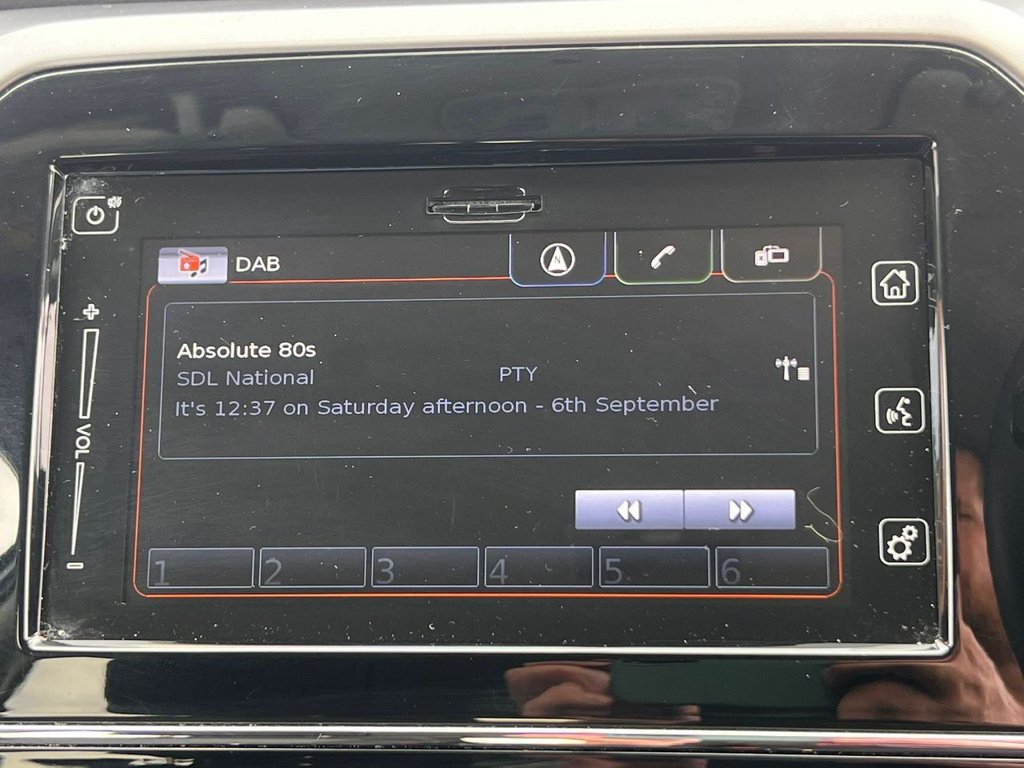 DAB
Absolute 80s
SDL National
PTY
It's 12:37 on Saturday afternoon - 6th September
VOL
1 2 3 4 5 6